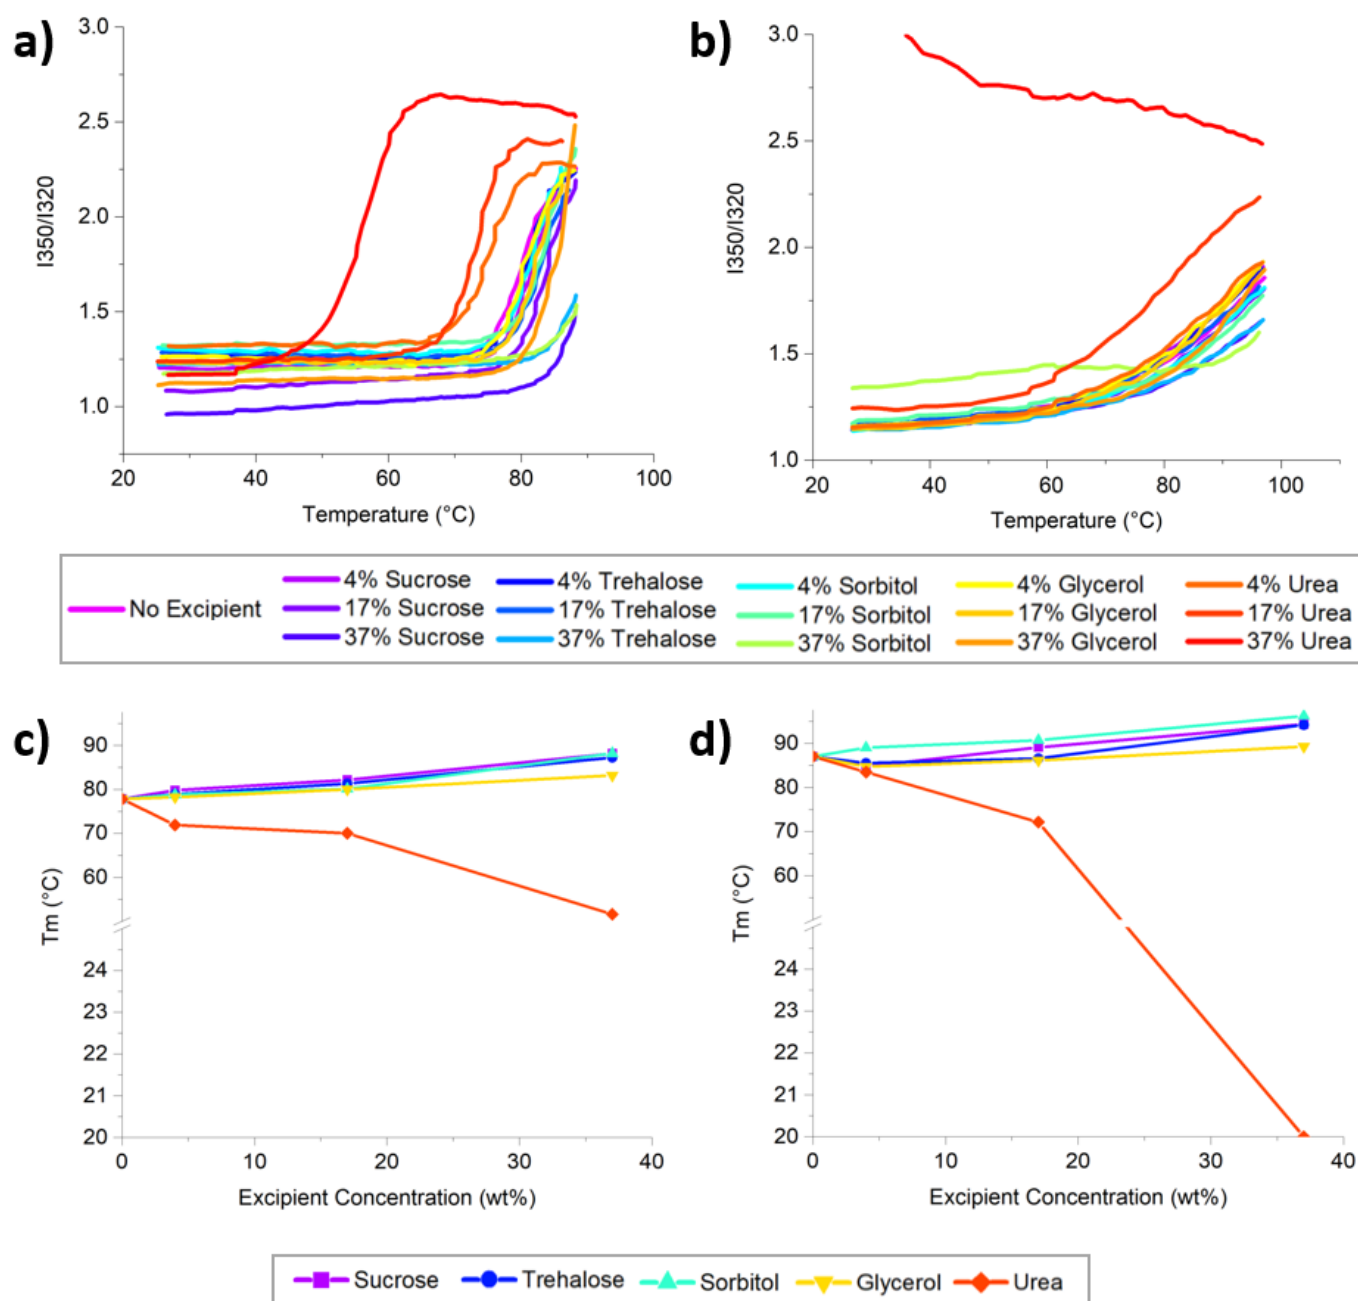 a)
3.0
2.5
2.0
1.5
1.0
I350/I320
20 40 60 80 100
Temperature (°C)
b)
3.0
2.5
2.0
1.5
1.0
I350/I320
20 40 60 80 100
Temperature (°C)
No Excipient
4% Sucrose 4% Trehalose 4% Sorbitol 4% Glycerol 4% Urea
17% Sucrose 17% Trehalose 17% Sorbitol 17% Glycerol 17% Urea
37% Sucrose 37% Trehalose 37% Sorbitol 37% Glycerol 37% Urea
c)
90
80
70
60
24
23
22
21
20
Tm (°C)
0 10 20 30 40
Excipient Concentration (wt%)
d)
90
80
70
60
24
23
22
21
20
Tm (°C)
0 10 20 30 40
Excipient Concentration (wt%)
Sucrose Trehalose Sorbitol Glycerol Urea